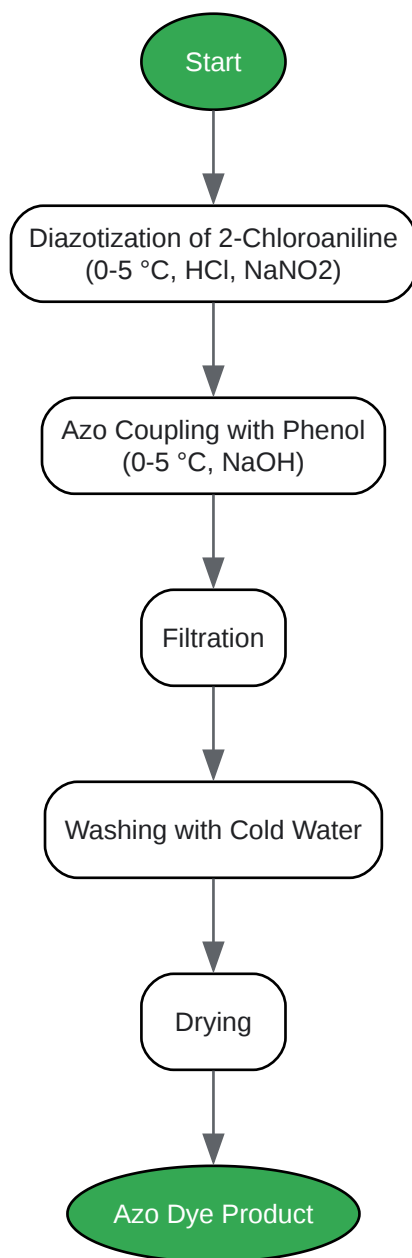 Start
Diazotization of 2-Chloroaniline
(0-5 °C, HCl, NaNO2)
Azo Coupling with Phenol
(0-5 °C, NaOH)
Filtration
Washing with Cold Water
Drying
Azo Dye Product